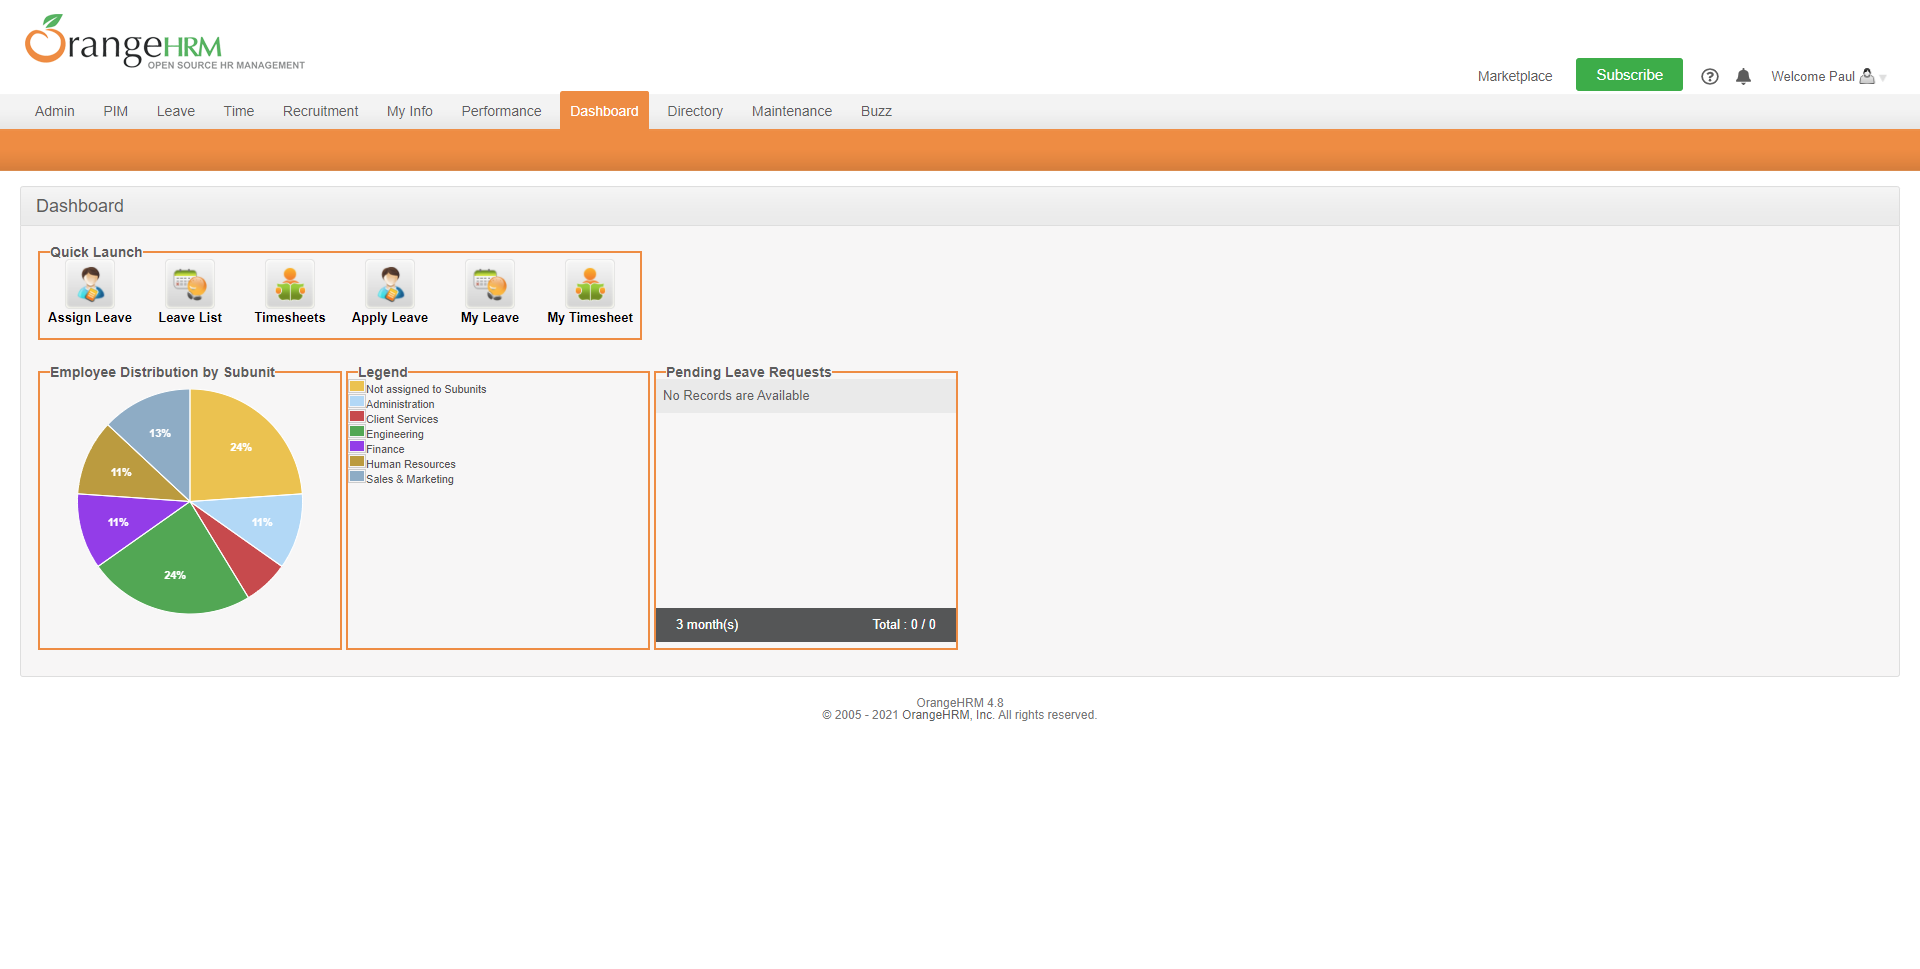 OrangeHRM
OPEN SOURCE HR MANAGEMENT
Marketplace
Subscribe
Welcome Paul
Admin PIM Leave Time Recruitment My Info Performance Dashboard Directory Maintenance Buzz
Dashboard
Quick Launch
Assign Leave Leave List Timesheets Apply Leave My Leave My Timesheet
Employee Distribution by Subunit
24%
11%
24%
11%
11%
13%
Legend
Not assigned to Subunits
Administration
Client Services
Engineering
Finance
Human Resources
Sales & Marketing
Pending Leave Requests
No Records are Available
3 month(s) Total : 0 / 0
OrangeHRM 4.8
© 2005 - 2021 OrangeHRM, Inc. All rights reserved.